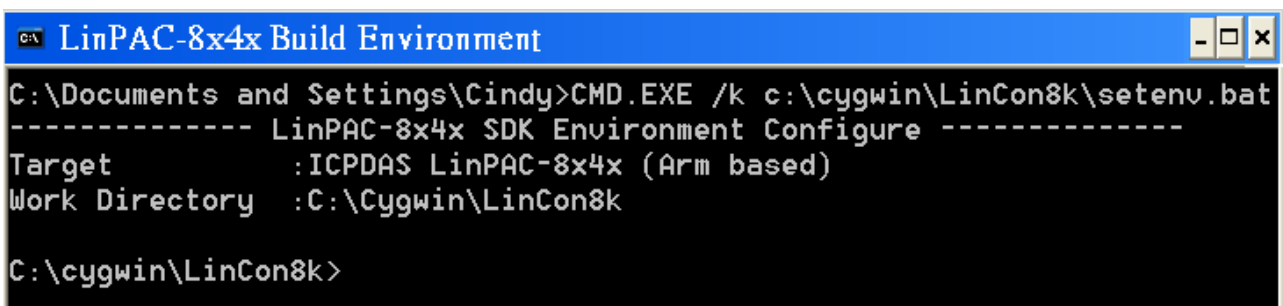 LinPAC-8x4x Build Environment
C:\Documents and Settings\Cindy>CMD.EXE /k c:\cygwin\LinCon8k\setenv.bat
-------------- LinPAC-8x4x SDK Environment Configure --------------
Target :ICPDAS LinPAC-8x4x (Arm based)
Work Directory :C:\Cygwin\LinCon8k
C:\cygwin\LinCon8k>